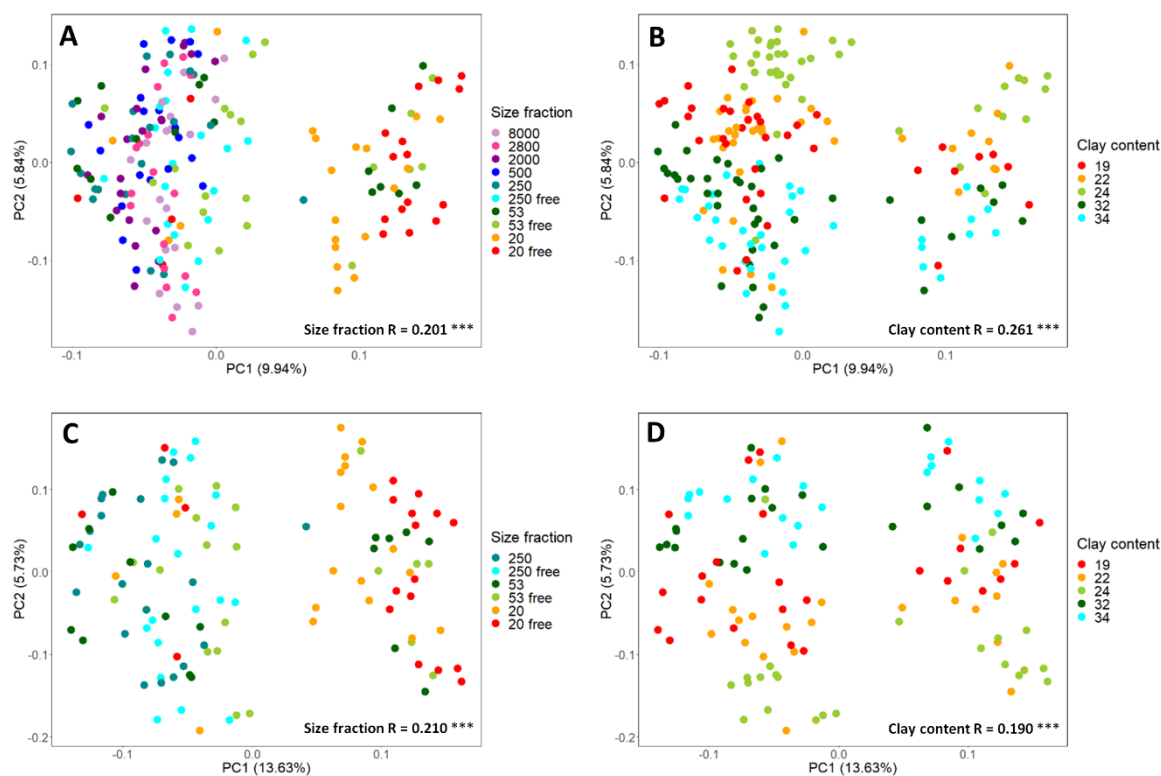 A
0.1
0.0
-0.1
PC2 (5.84%)
-0.1
0.0
0.1
PC1 (9.94%)
Size fraction R = 0.201 ***
Size fraction
8000
2800
2000
500
250
250 free
53
53 free
20
20 free
B
0.1
0.0
-0.1
PC2 (5.84%)
-0.1
0.0
0.1
PC1 (9.94%)
Clay content R = 0.261 ***
Clay content
19
22
24
32
34
C
0.1
0.0
-0.1
-0.2
PC2 (5.73%)
-0.1
0.0
0.1
PC1 (13.63%)
Size fraction R = 0.210 ***
Size fraction
250
250 free
53
53 free
20
20 free
D
0.1
0.0
-0.1
-0.2
PC2 (5.73%)
-0.1
0.0
0.1
PC1 (13.63%)
Clay content R = 0.190 ***
Clay content
19
22
24
32
34